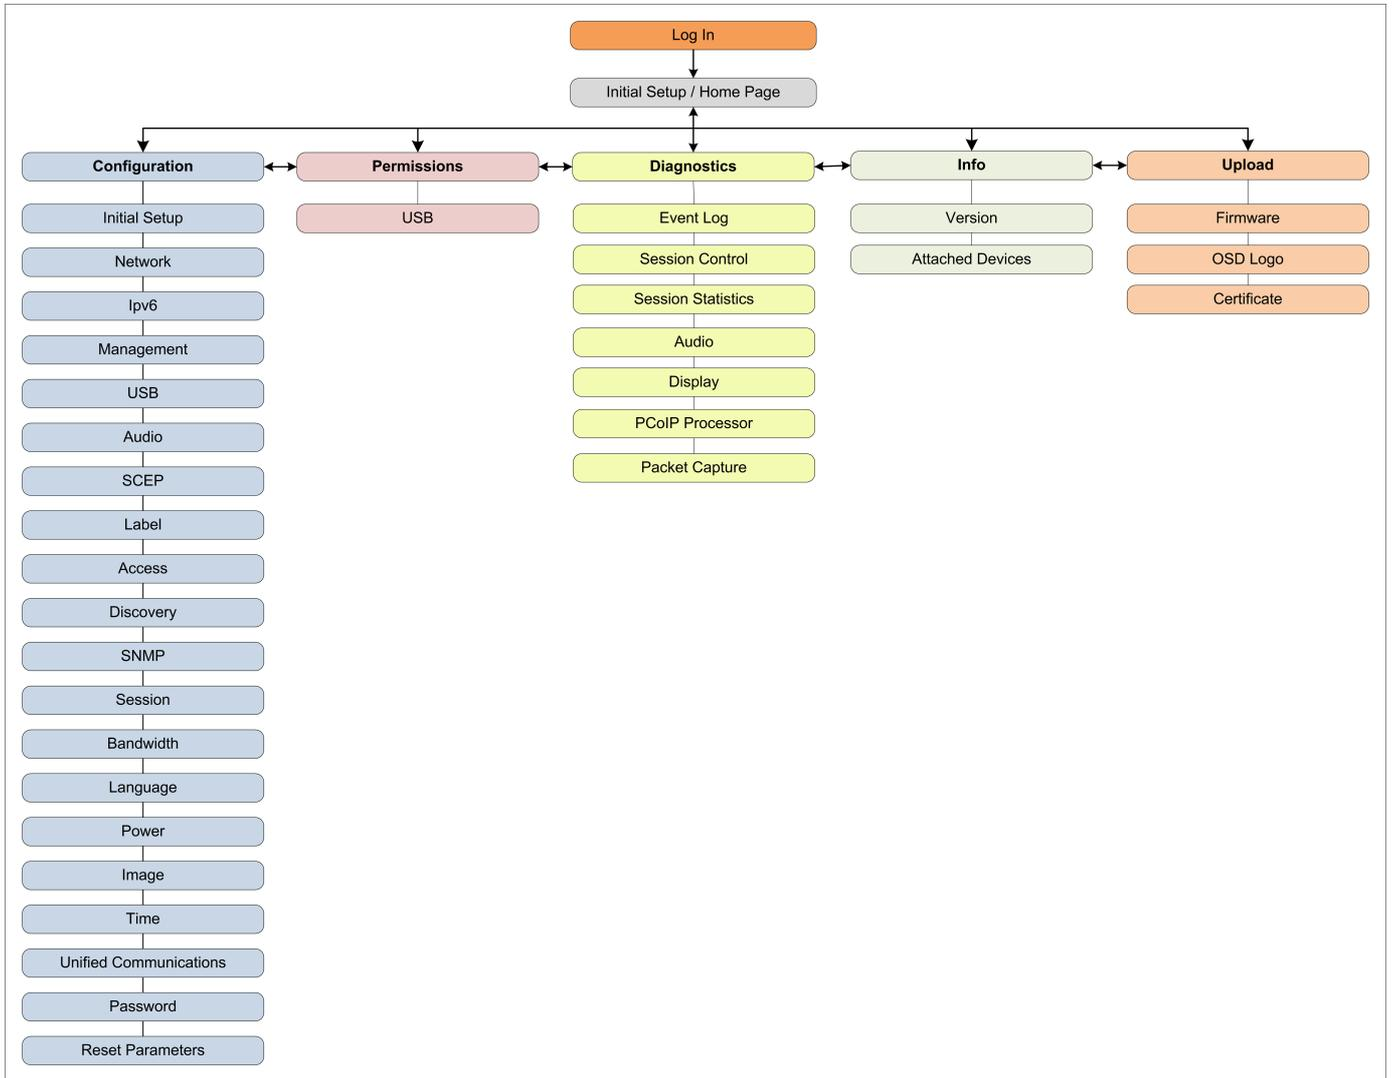 Log In
Initial Setup / Home Page
Configuration
Permissions
Diagnostics
Info
Upload
Initial Setup
Network
Ipv6
Management
USB
Audio
SCEP
Label
Access
Discovery
SNMP
Session
Bandwidth
Language
Power
Image
Time
Unified Communications
Password
Reset Parameters
USB
Event Log
Session Control
Session Statistics
Audio
Display
PCoIP Processor
Packet Capture
Version
Attached Devices
Firmware
OSD Logo
Certificate